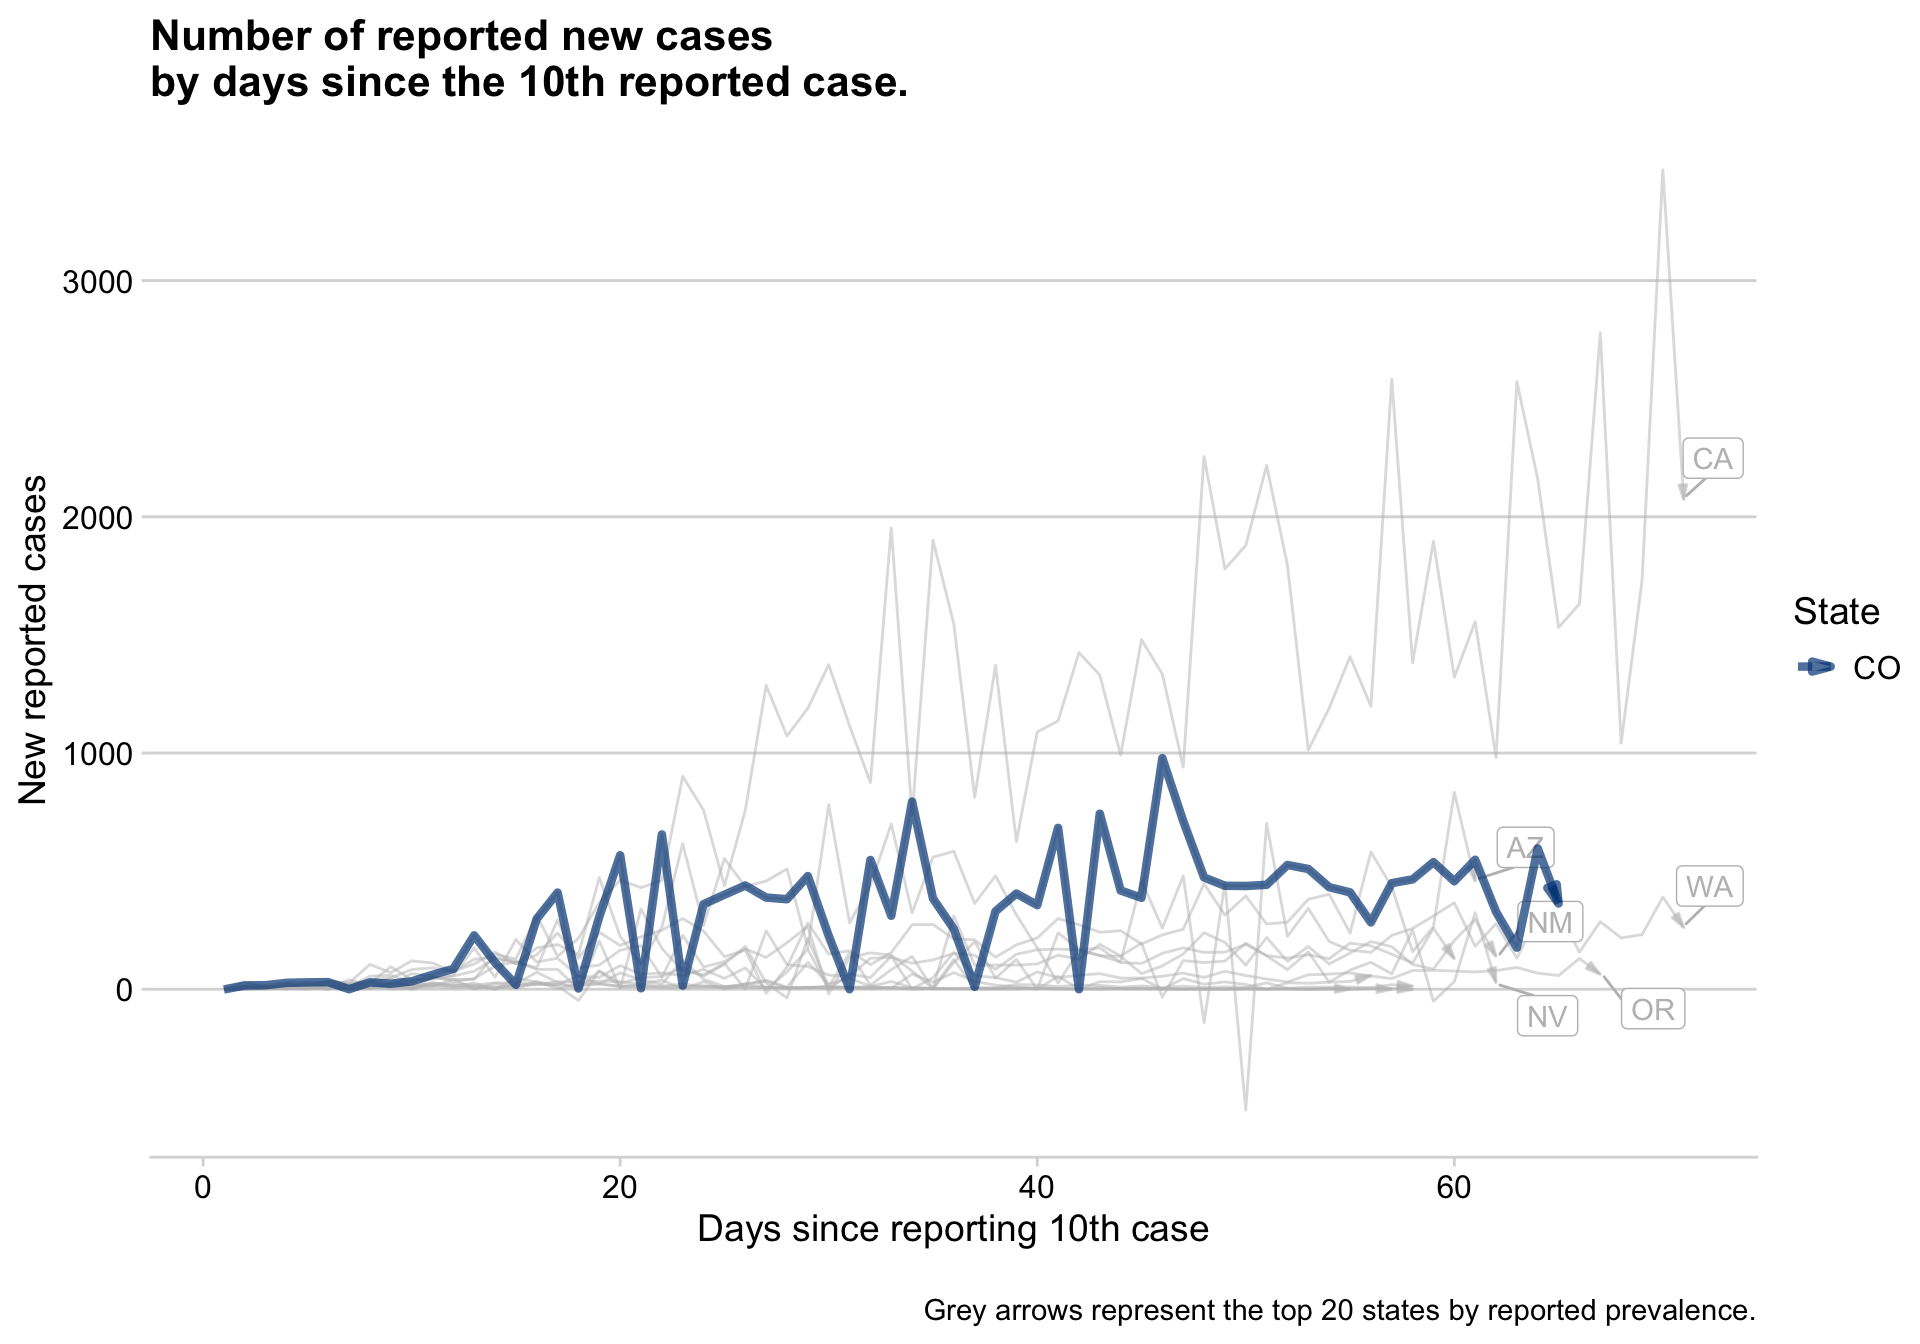 Number of reported new cases
by days since the 10th reported case.
New reported cases
3000
2000
1000
0
CA
AZ
WA
NM
NV
OR
State
CO
0
20
40
60
Days since reporting 10th case
Grey arrows represent the top 20 states by reported prevalence.